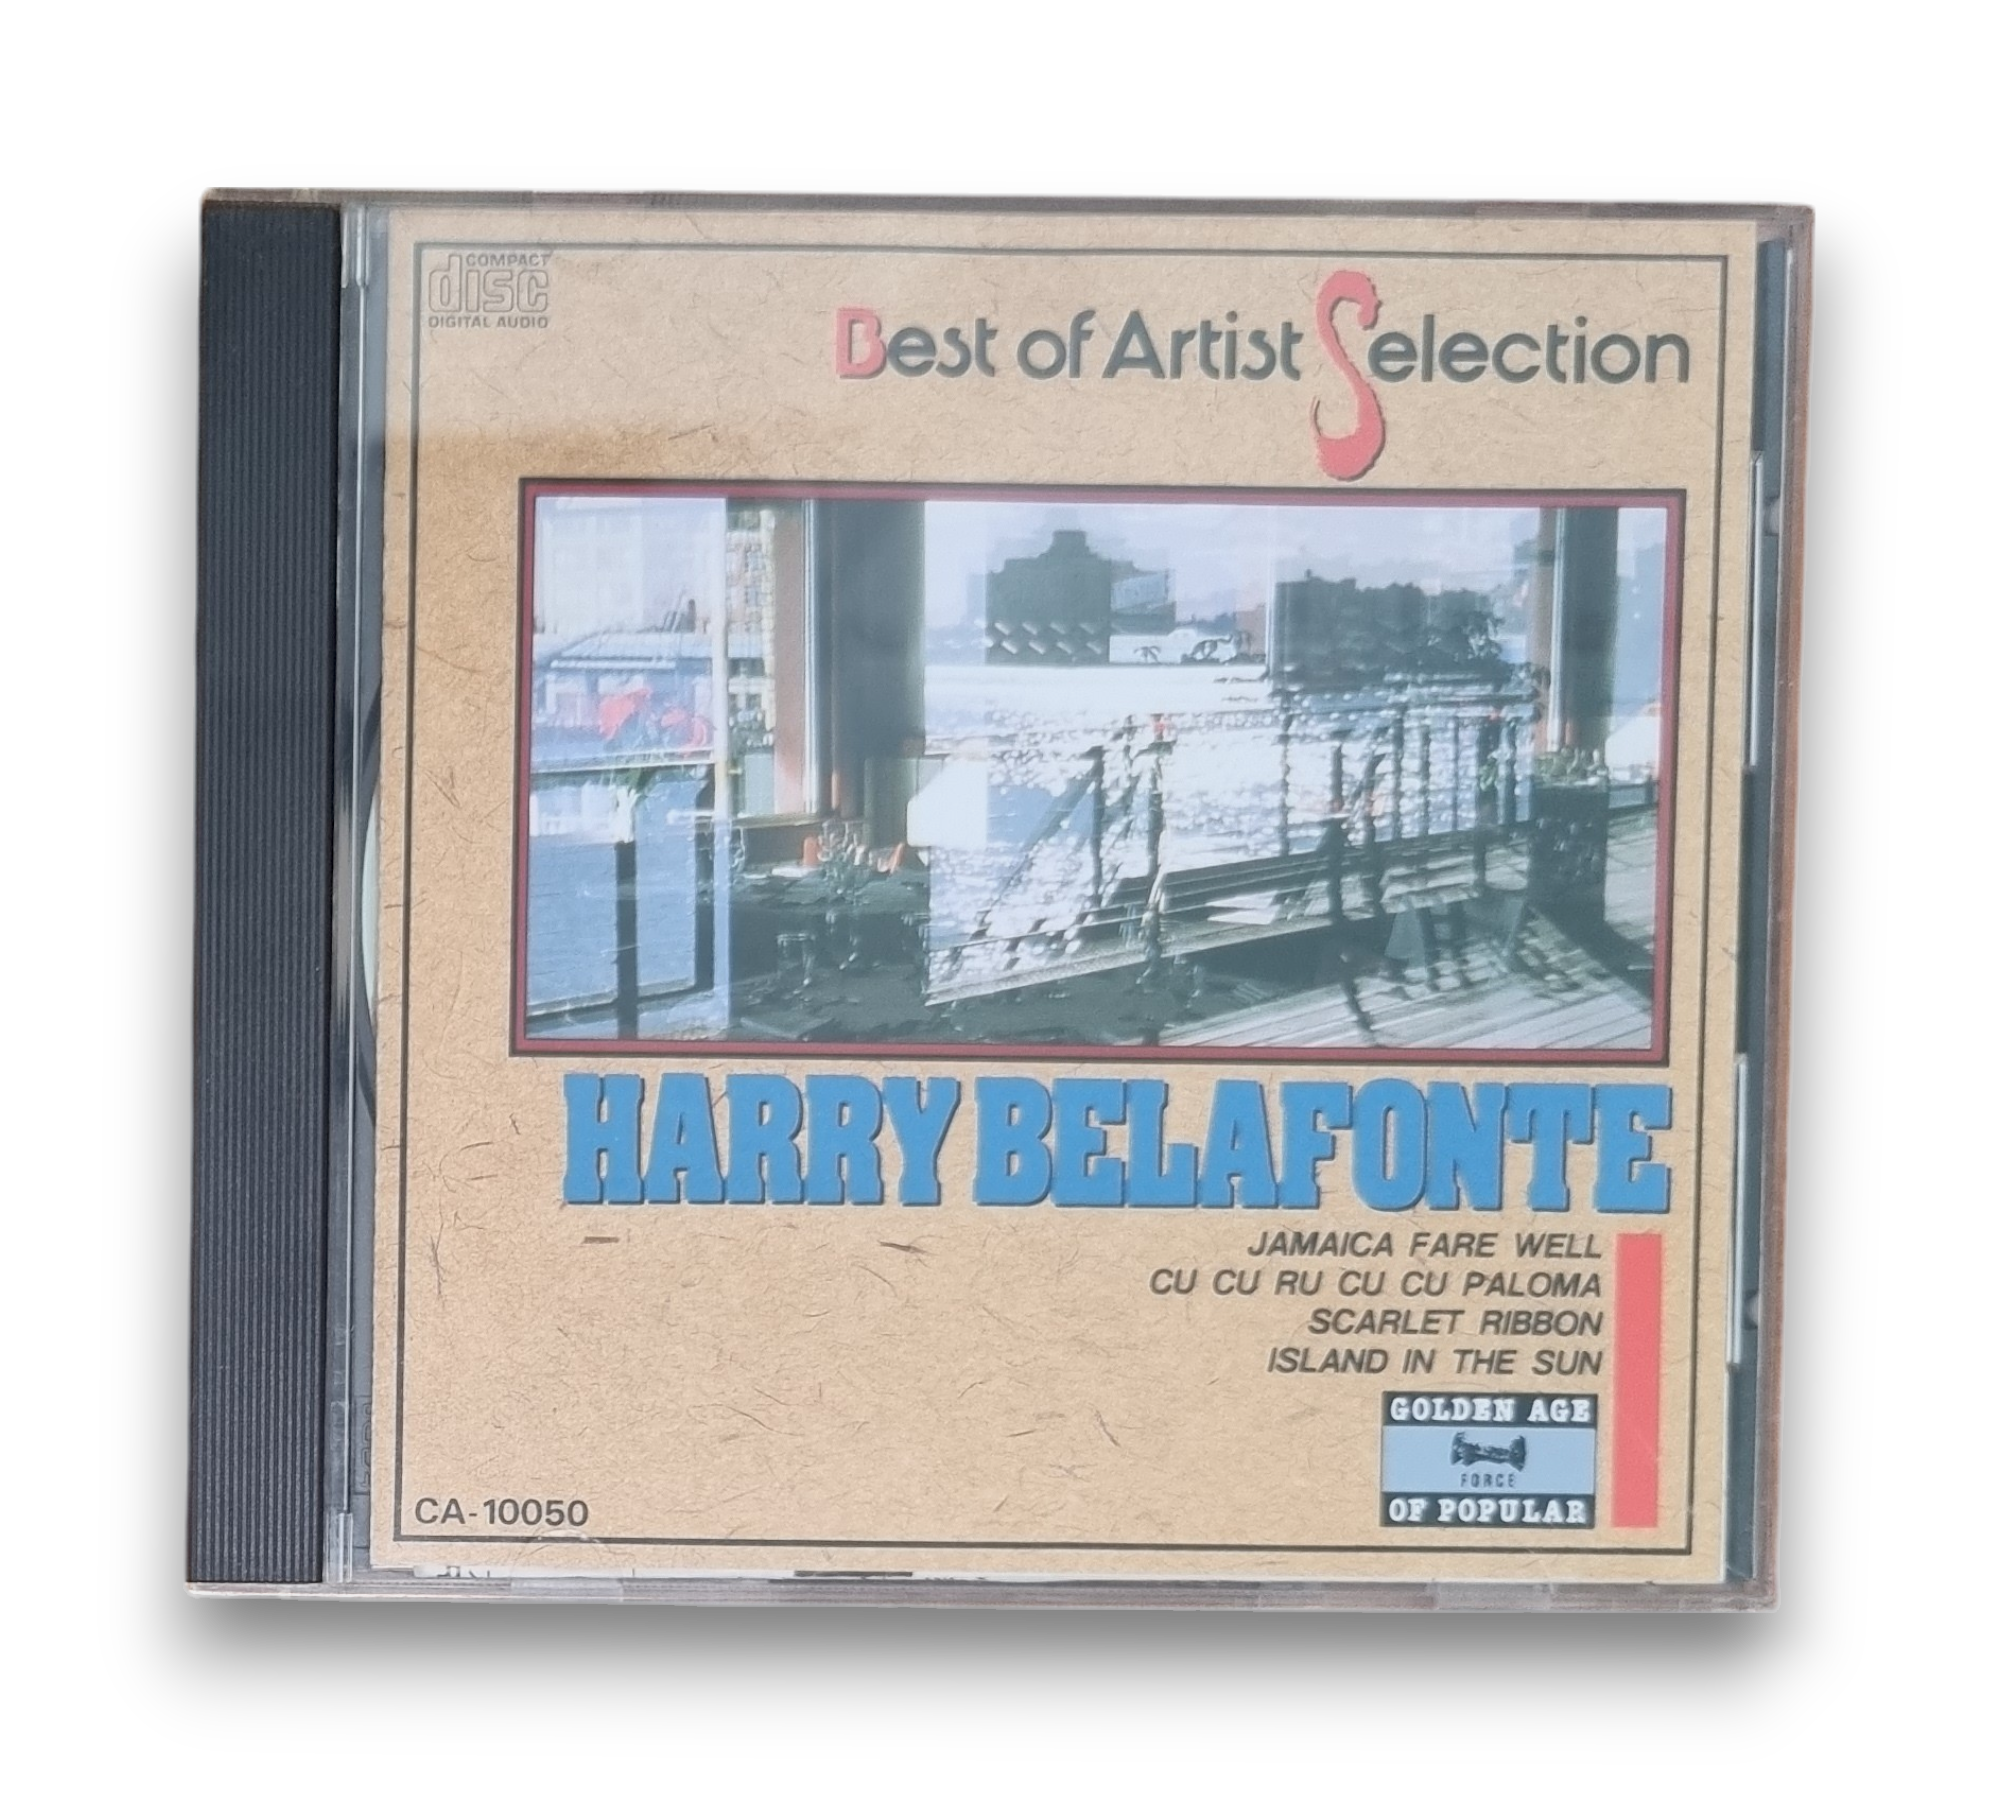 COMPACT
disc
DIGITAL AUDIO
Best of Artist Selection
HARRY BELAFONTE
JAMAICA FARE WELL
CU CU RU CU CU PALOMA
SCARLET RIBBON
ISLAND IN THE SUN
GOLDEN AGE
FORCE
OF POPULAR
CA-10050